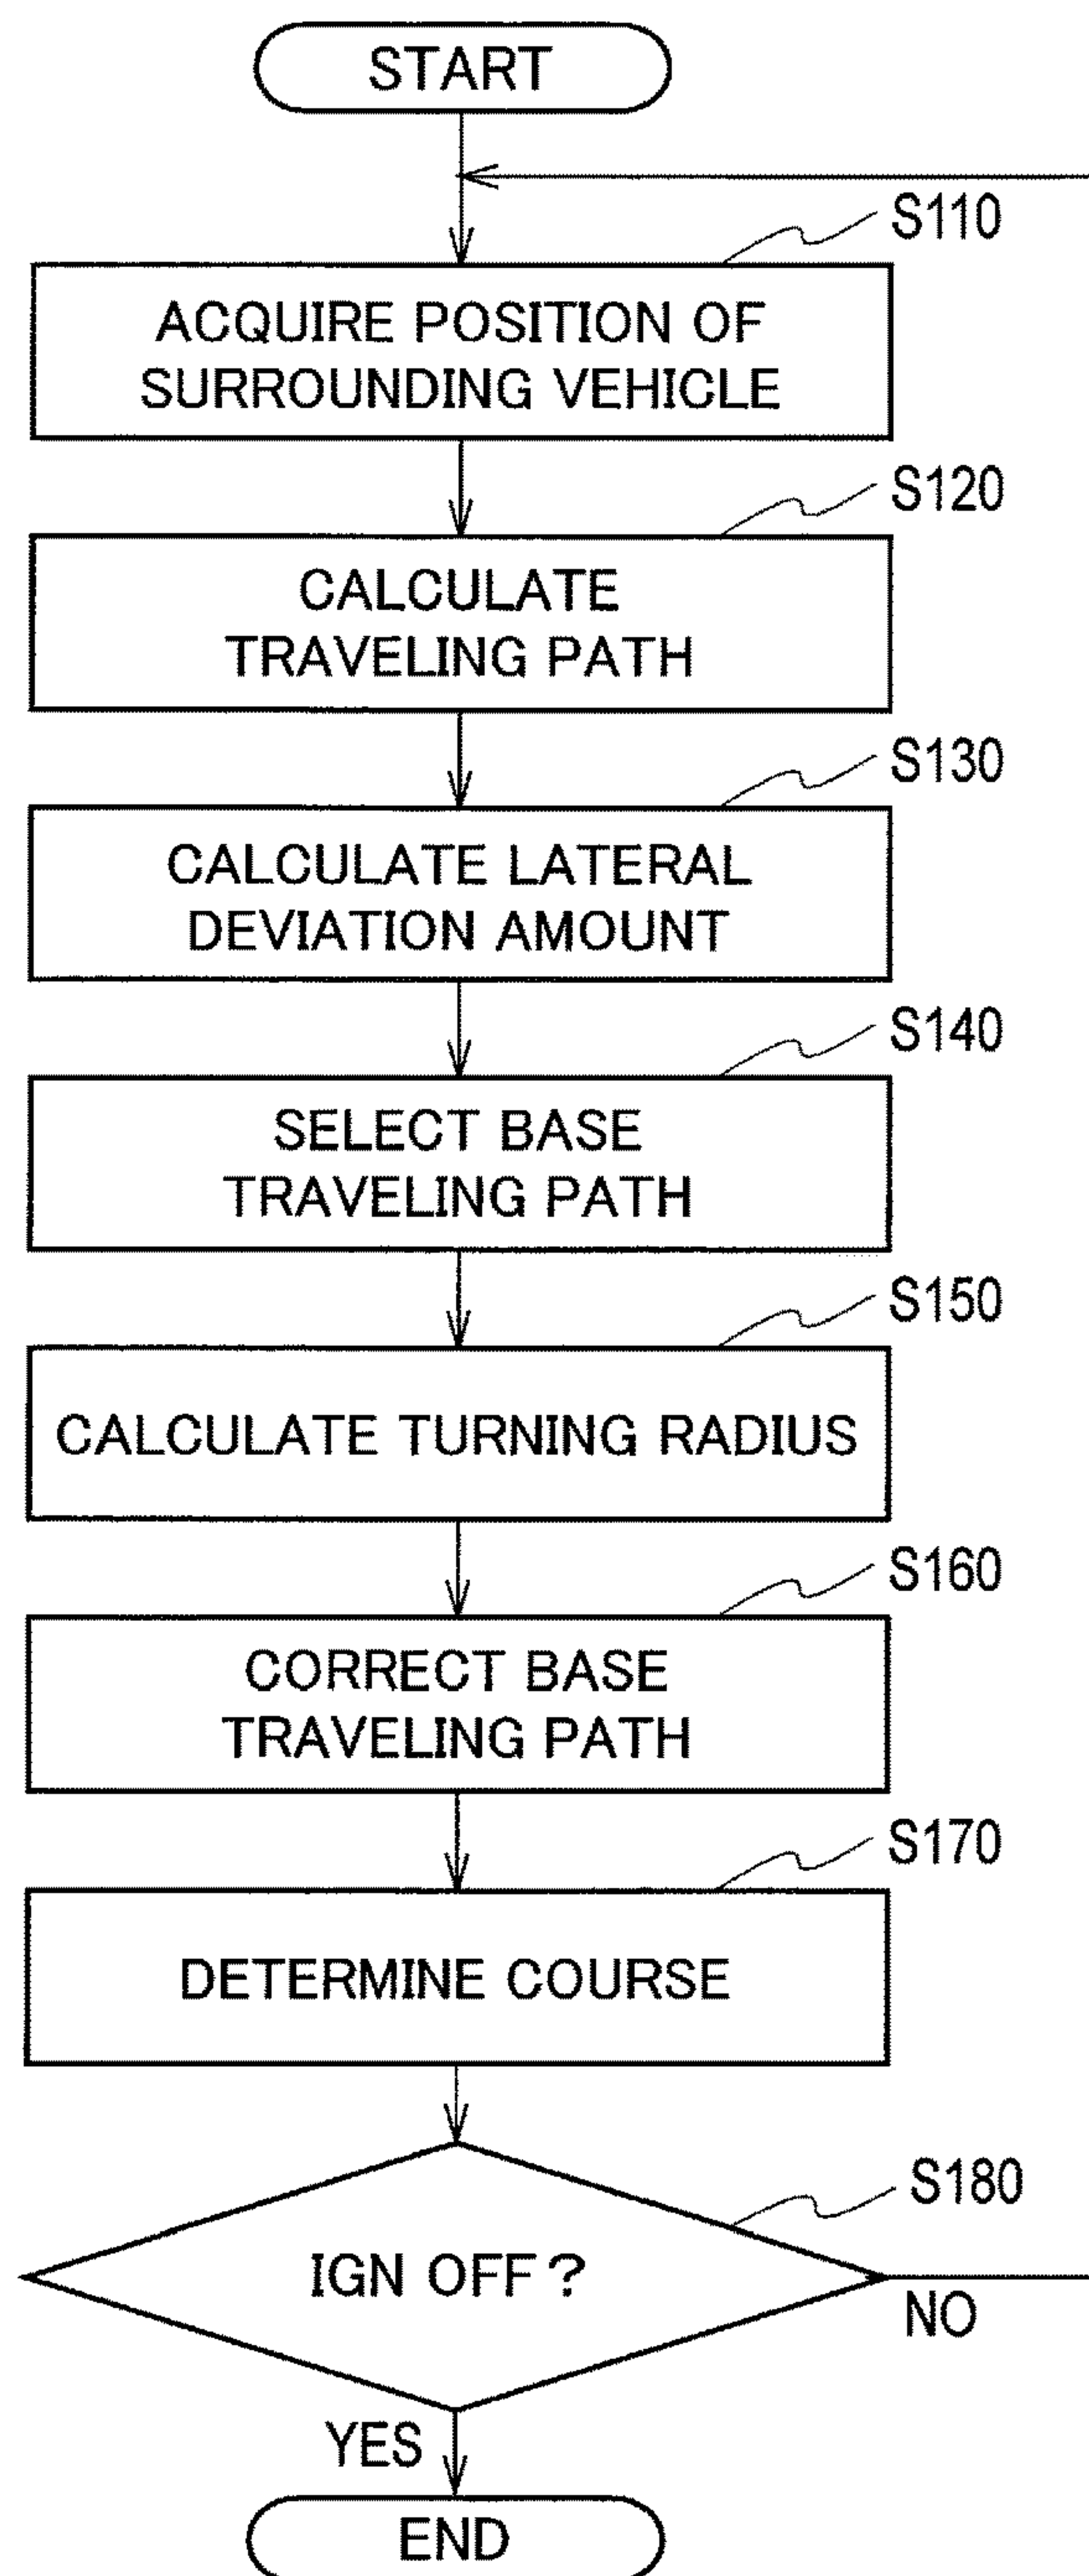 START
S110
ACQUIRE POSITION OF
SURROUNDING VEHICLE
S120
CALCULATE
TRAVELING PATH
S130
CALCULATE LATERAL
DEVIATION AMOUNT
S140
SELECT BASE
TRAVELING PATH
S150
CALCULATE TURNING RADIUS
S160
CORRECT BASE
TRAVELING PATH
S170
DETERMINE COURSE
S180
IGN OFF?
NO
YES
END